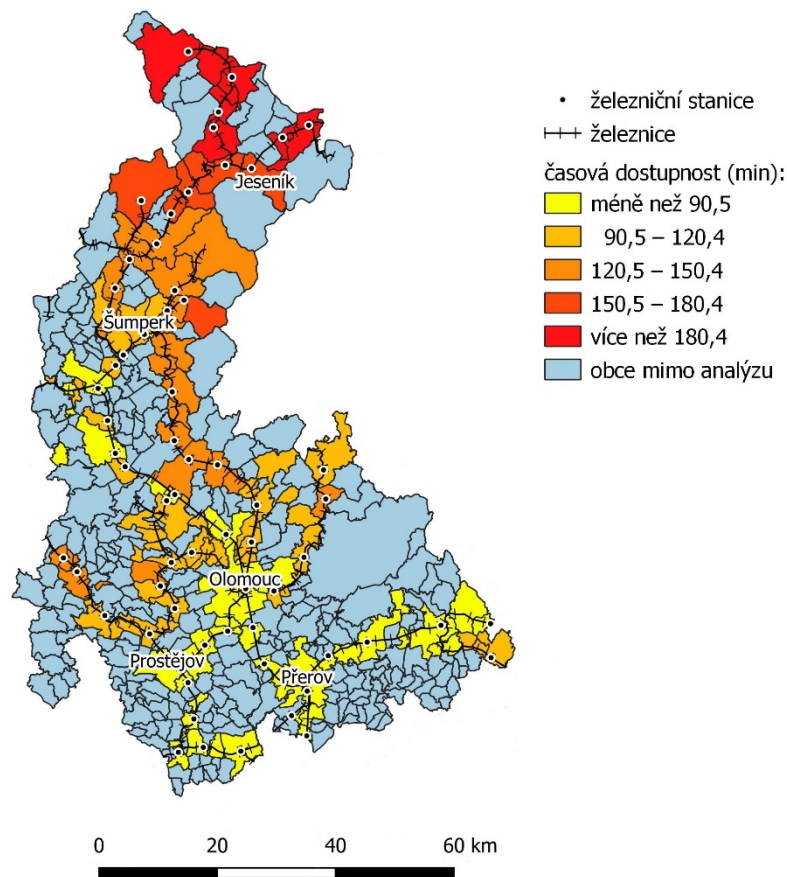 železniční stanice
železnice
časová dostupnost (min):
méně než 90,5
90,5 – 120,4
120,5 – 150,4
150,5 – 180,4
více než 180,4
obce mimo analýzu
Jeseník
Šumperk
Olomouc
Prostějov
Přerov
0 20 40 60 km